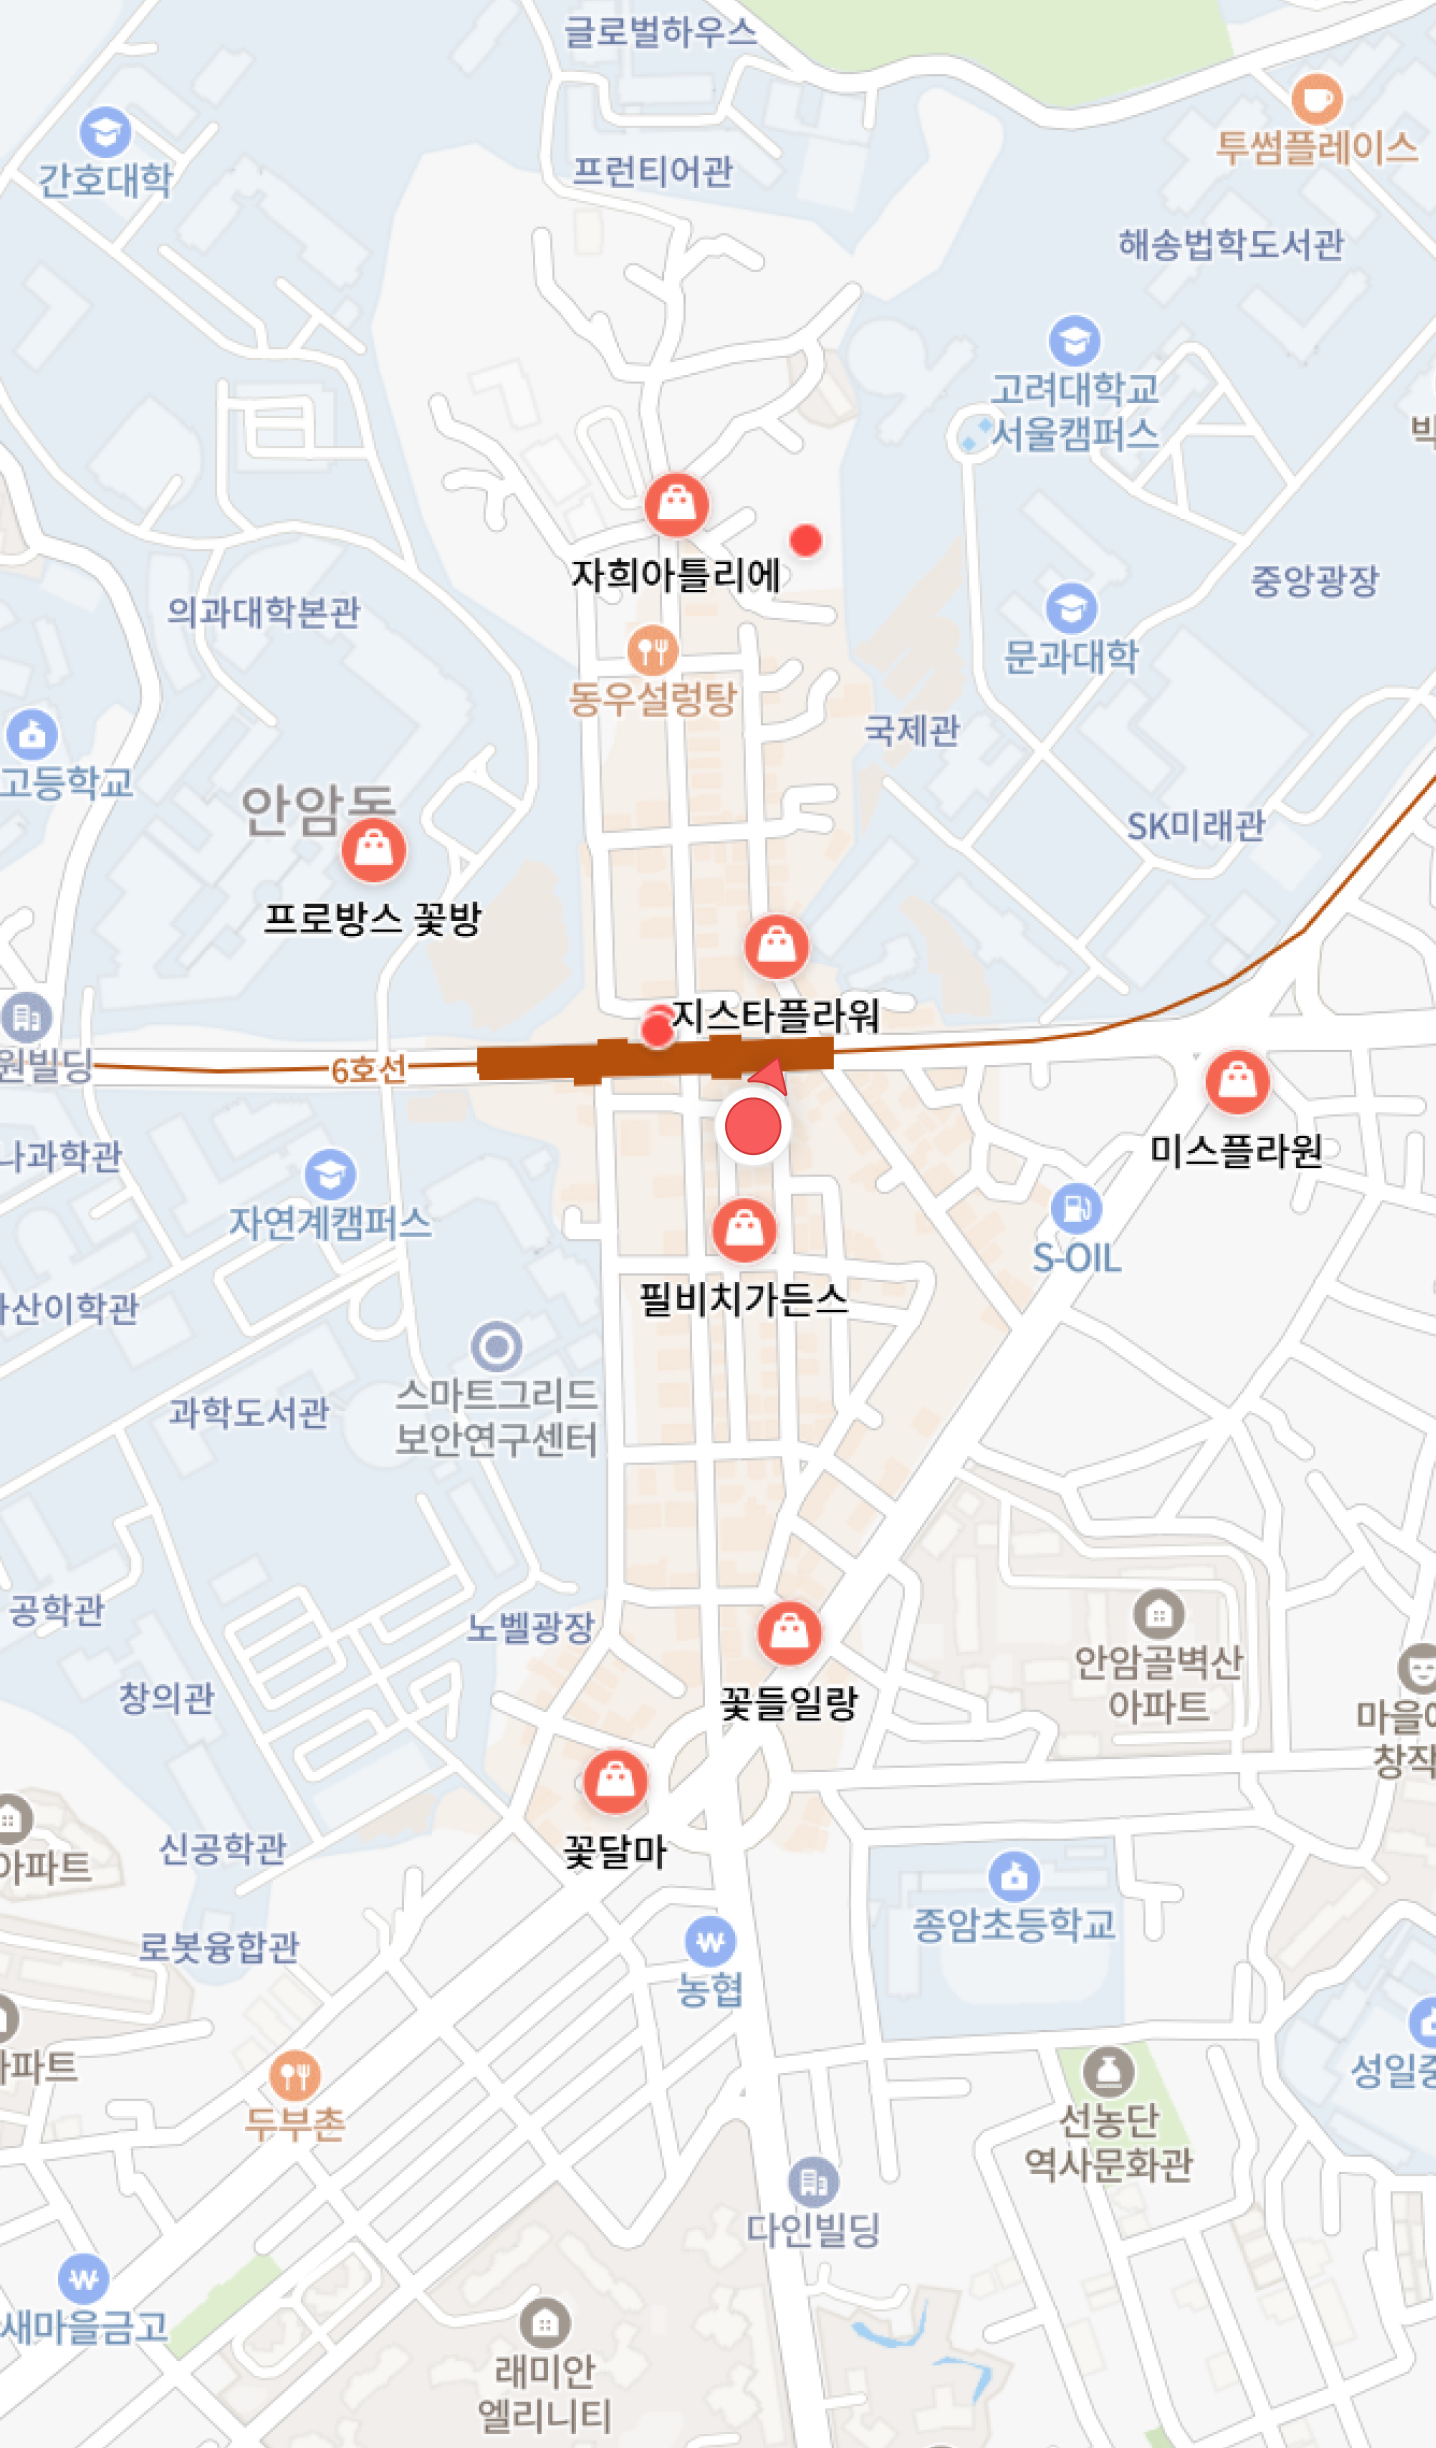 글로벌하우스
투썸플레이스
간호대학
프런티어관
해송법학도서관
고려대학교
서울캠퍼스
박
자희아틀리에
중앙광장
의과대학본관
문과대학
동우설렁탕
국제관
고등학교
안암동
SK미래관
프로방스 꽃방
지스타플라워
원빌딩
6호선
미스플라원
나과학관
자연계캠퍼스
S-OIL
필비치가든스
산이학관
스마트그리드
보안연구센터
과학도서관
공학관
노벨광장
안암골벽산
아파트
창의관
꽃들일랑
마을
창작
신공학관
꽃달마
아파트
종암초등학교
로봇융합관
농협
파트
성일중
두부촌
선농단
역사문화관
다인빌딩
새마을금고
래미안
엘리니티